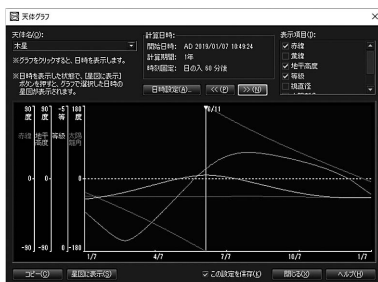 天体グラフ
天体名(O):
木星
※グラフをクリックすると、日時を表示します。
※日時を表示した状態で、[星図に表示]
ボタンを押すと、グラフで選択した日時の
星図が表示されます。
計算日時:
開始日時: AD 2019/01/07 18:49:24
計算期間: 1年
時刻固定: 日の入 60 分後
日時設定(A)...
<<(P)
>>(N)
表示項目(I):
赤緯
黄緯
地平高度
等級
視直径
90 90 -5 180
度 度 等 度
赤緯 地平高度 等級 太陽離角
0 0 0
-90 -90 0 -180
6/11
1/7 4/7 7/7 10/7 1/7
コピー(C)
星図に表示(S)
この設定を保存(K)
閉じる(X)
ヘルプ(H)